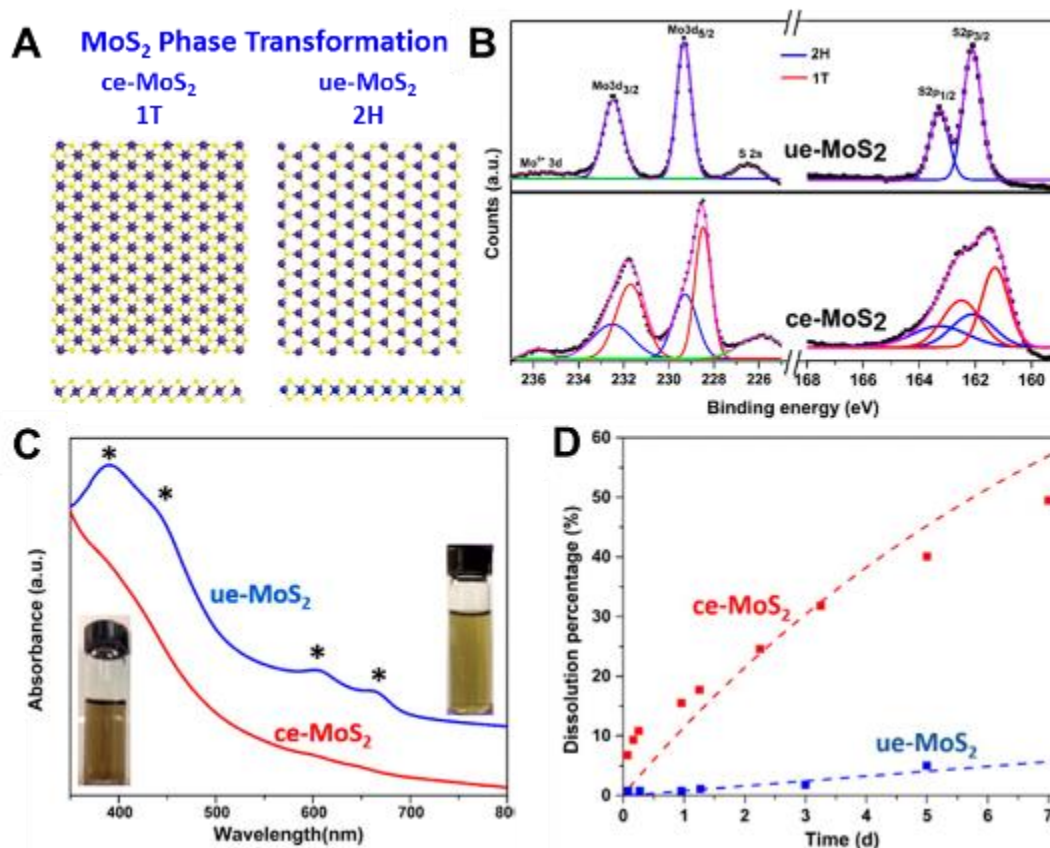 A
MoS₂ Phase Transformation
ce-MoS₂
1T
ue-MoS₂
2H
B
Counts (a.u.)
Mo3d₃/₂
Mo3d₅/₂
2H
1T
S2p₁/₂
S2p₃/₂
Mo⁶⁺ 3d
S 2s
ue-MoS2
ce-MoS2
236 234 232 230 228 226 168 164 162 160
Binding energy (eV)
C
Absorbance (a.u.)
* * * *
ue-MoS₂
ce-MoS₂
400 500 600 700 800
Wavelength(nm)
D
Dissolution percentage (%)
60
50
40
30
20
10
0
ce-MoS₂
ue-MoS₂
0 1 2 3 4 5 6 7
Time (d)